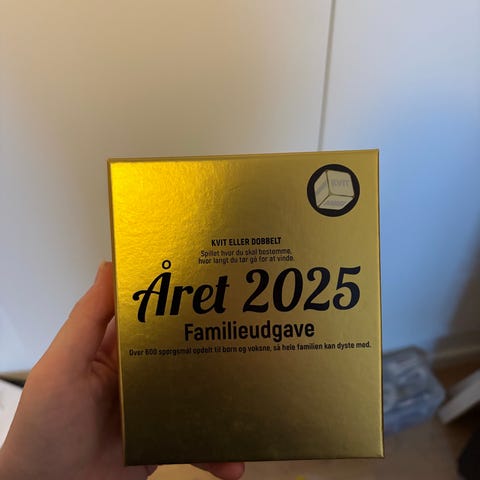 KVIT
KVIT ELLER DOBBELT
Spillet hvor du skal bestemme,
hvor langt du tør gå for at vinde.
Året 2025
Familieudgave
Over 600 spørgsmål opdelt til børn og voksne, så hele familien kan dyste med.